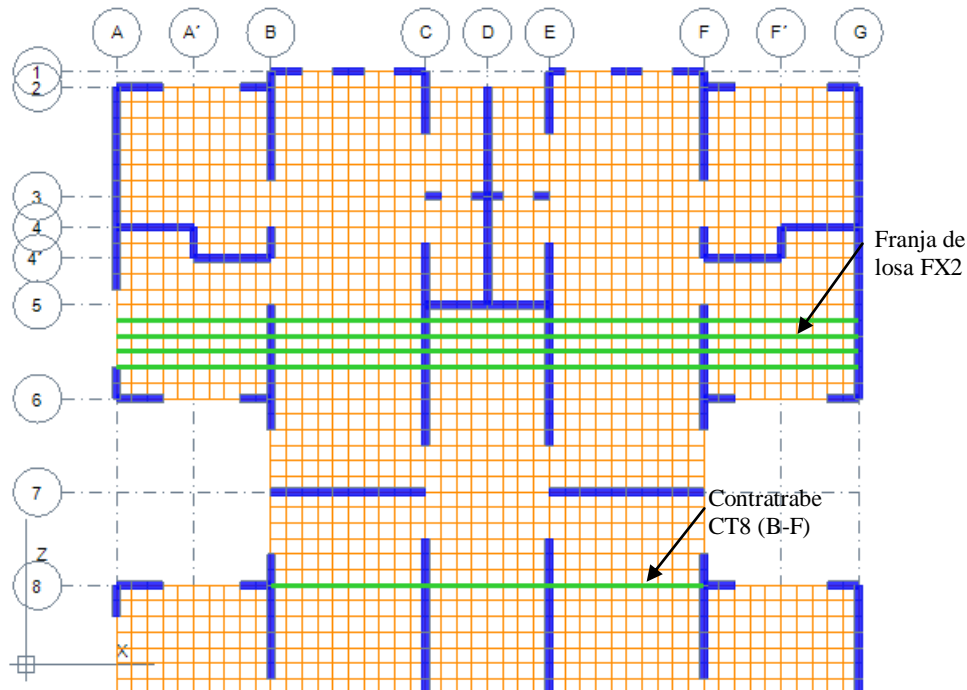 A A´ B C D E F F´ G
1
2
3
4
4´
5
6
7
8
Franja de
losa FX2
Contratrabe
CT8 (B-F)
Z
X